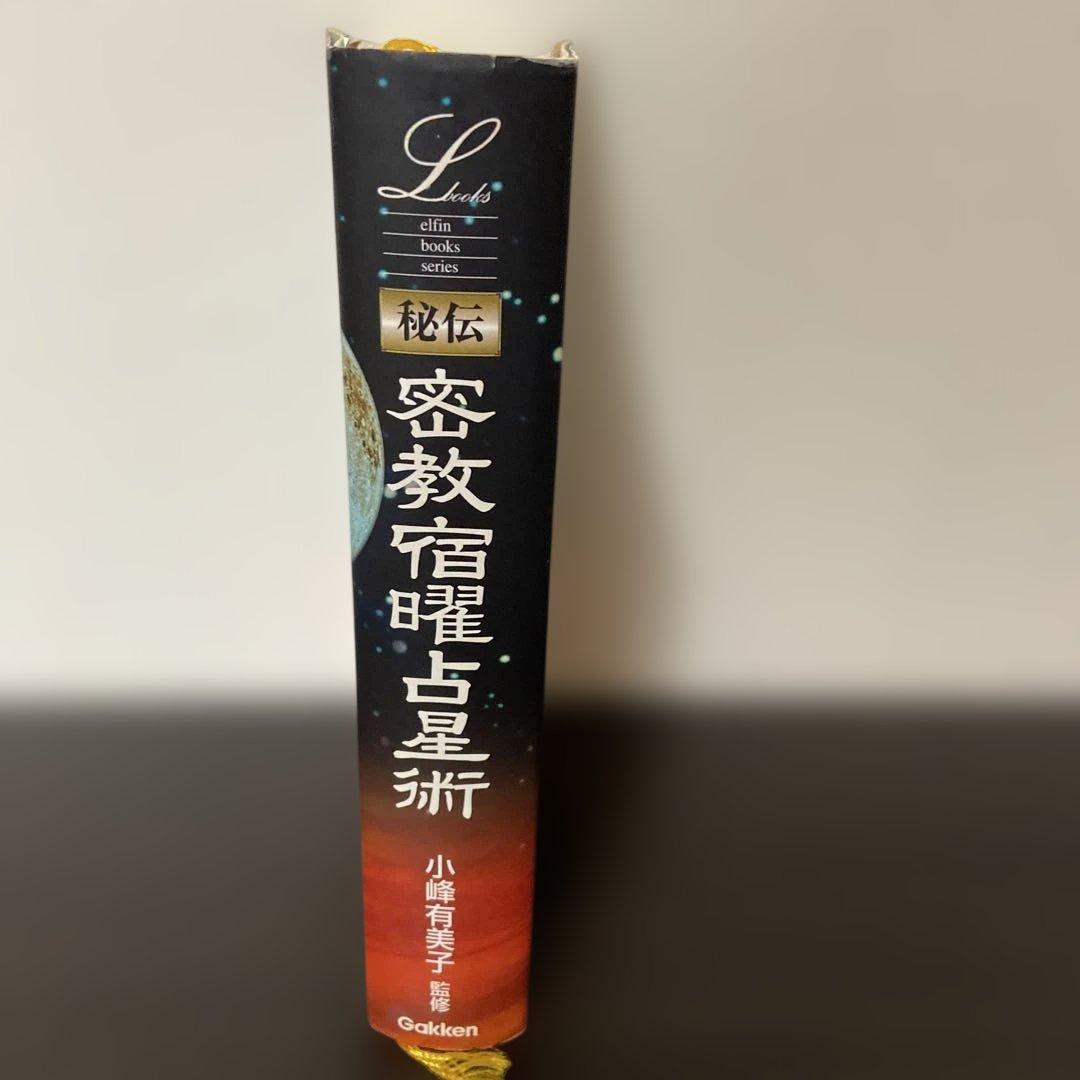 L books
elfin
books
series
秘伝
密教宿曜占星術
小峰有美子 監修
Gakken